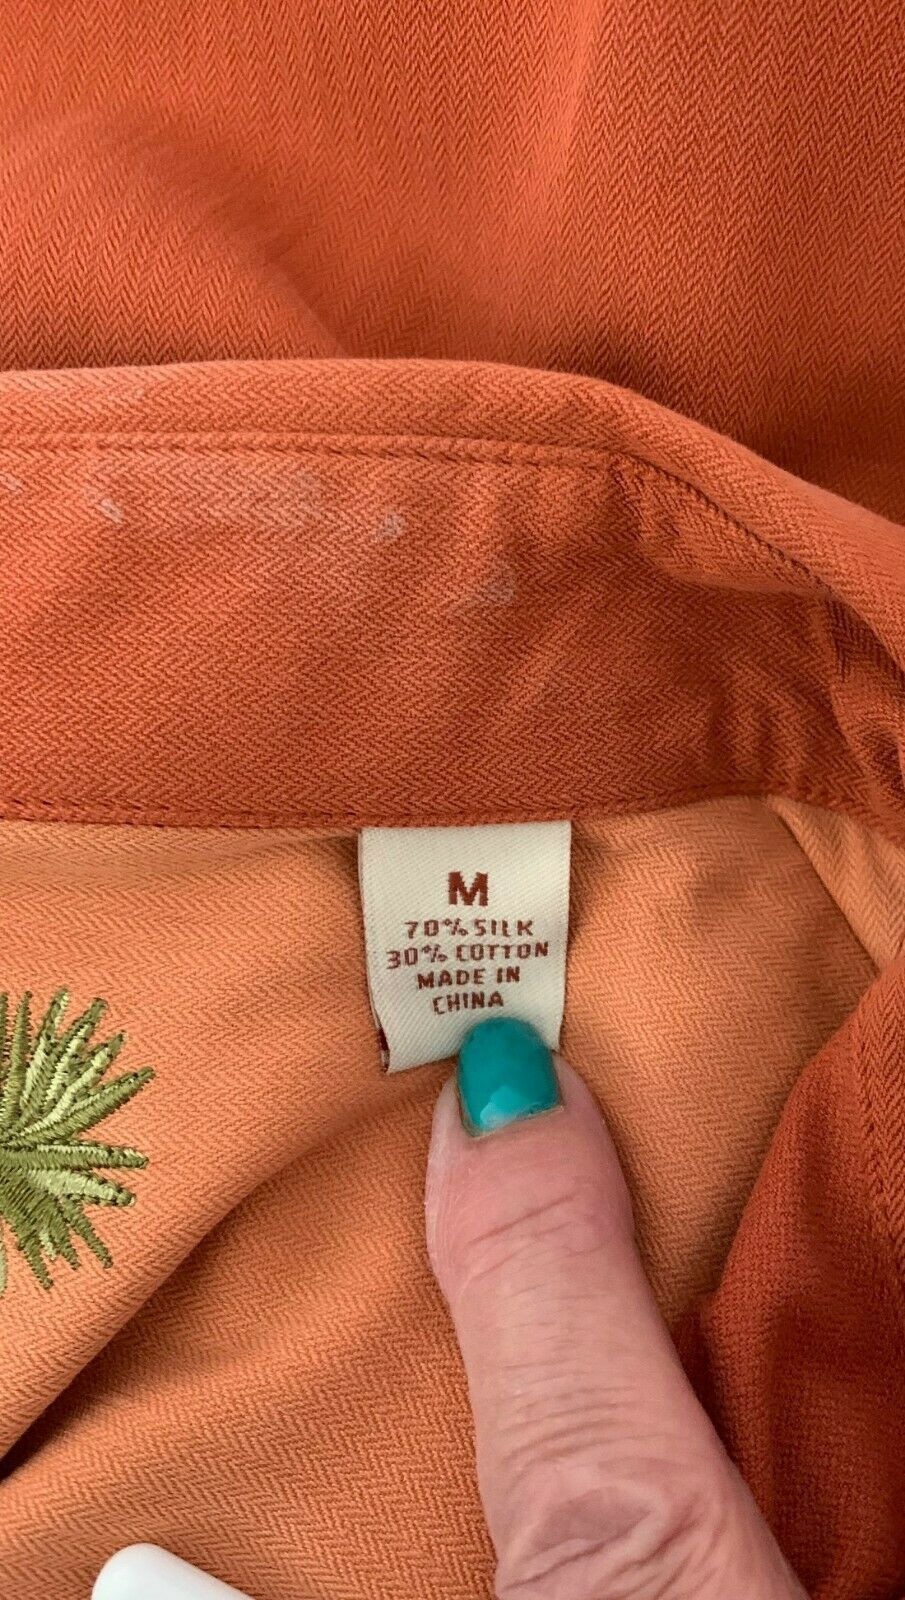 M
70% SILK
30% COTTON
MADE IN
CHINA